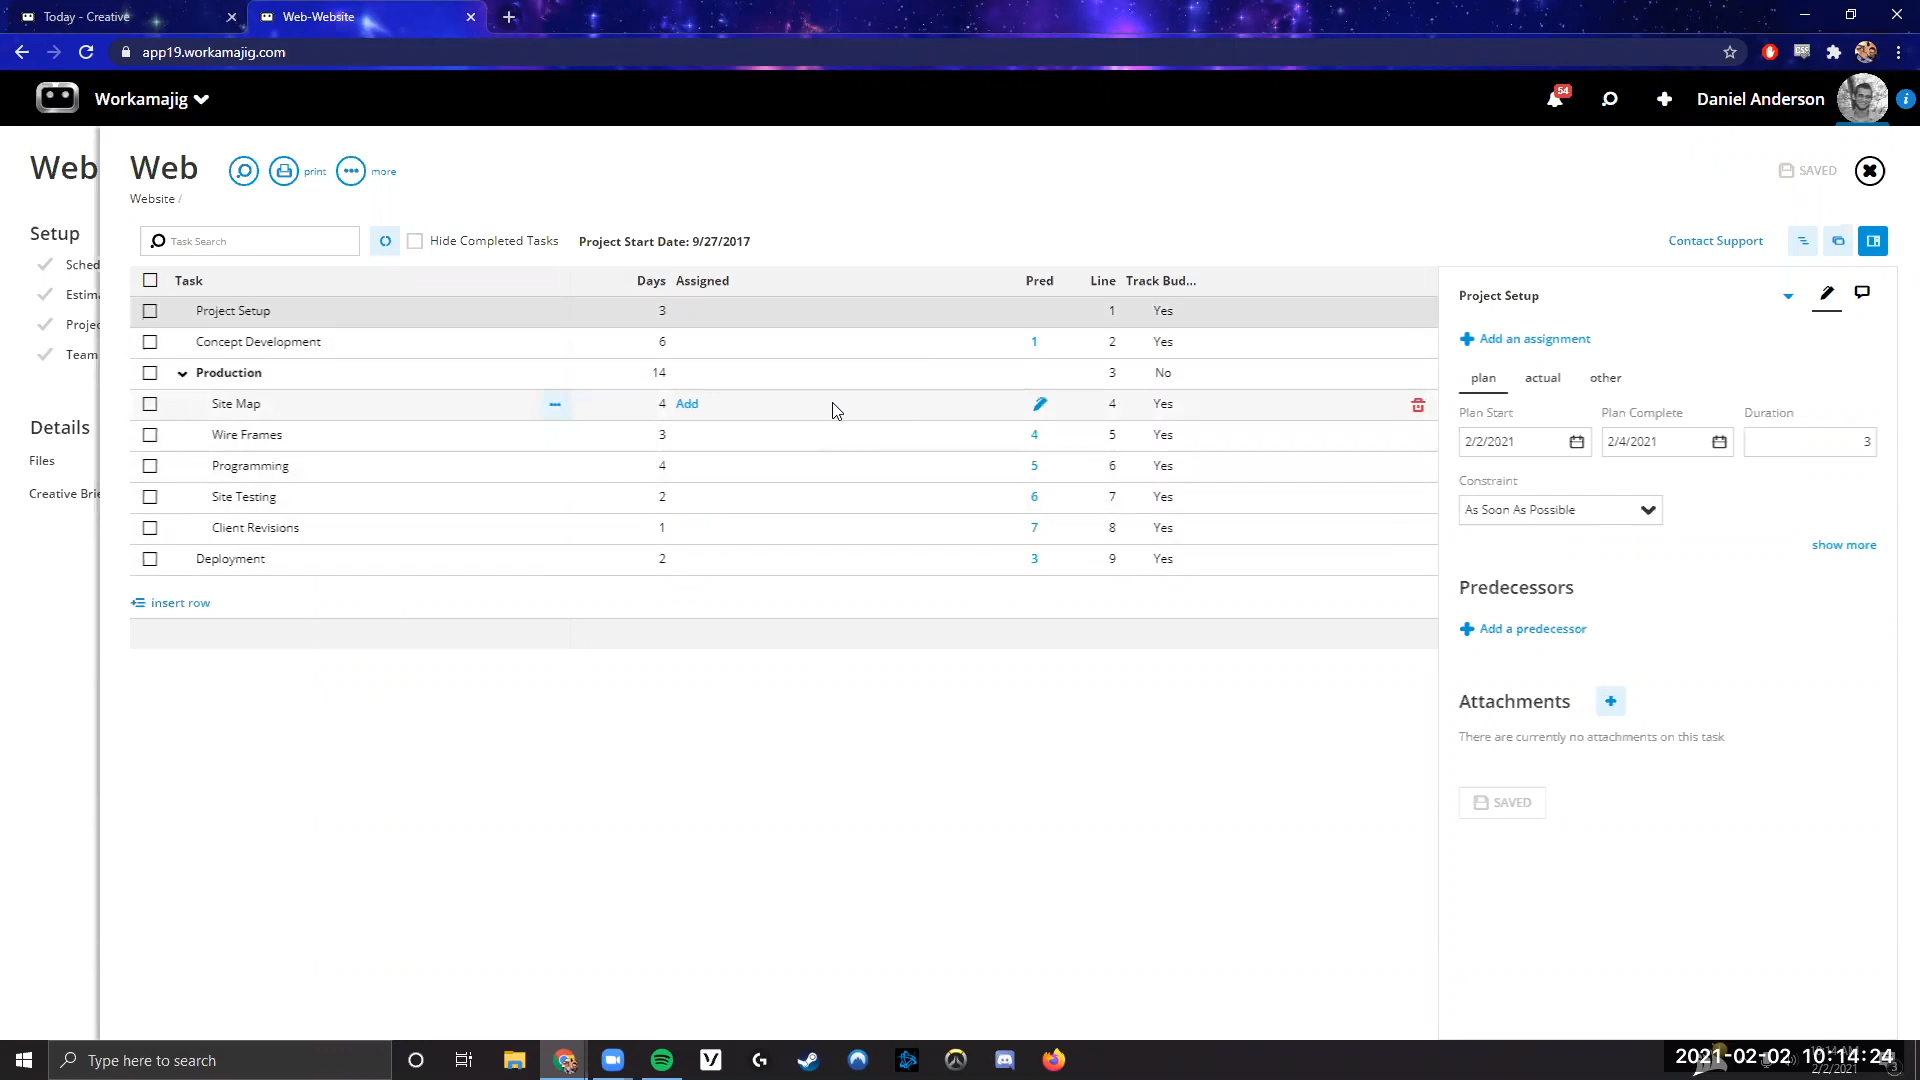 Today - Creative
Web-Website
app19.workamajig.com
Workamajig
54
Daniel Anderson
Web
Web
print
more
SAVED
Website /
Setup
Task Search
Hide Completed Tasks
Project Start Date: 9/27/2017
Contact Support
Sched
Estima
Projec
Team
Details
Files
Creative Brie
Task Days Assigned Pred Line Track Bud...
Project Setup 3 1 Yes
Concept Development 6 1 2 Yes
Production 14 3 No
Site Map 4 Add 4 Yes
Wire Frames 3 4 5 Yes
Programming 4 5 6 Yes
Site Testing 2 6 7 Yes
Client Revisions 1 7 8 Yes
Deployment 2 3 9 Yes
insert row
Project Setup
Add an assignment
plan actual other
Plan Start Plan Complete Duration
2/2/2021 2/4/2021 3
Constraint
As Soon As Possible
show more
Predecessors
Add a predecessor
Attachments
There are currently no attachments on this task
SAVED
Type here to search
2021-02-02 10:14:24
2/2/2021